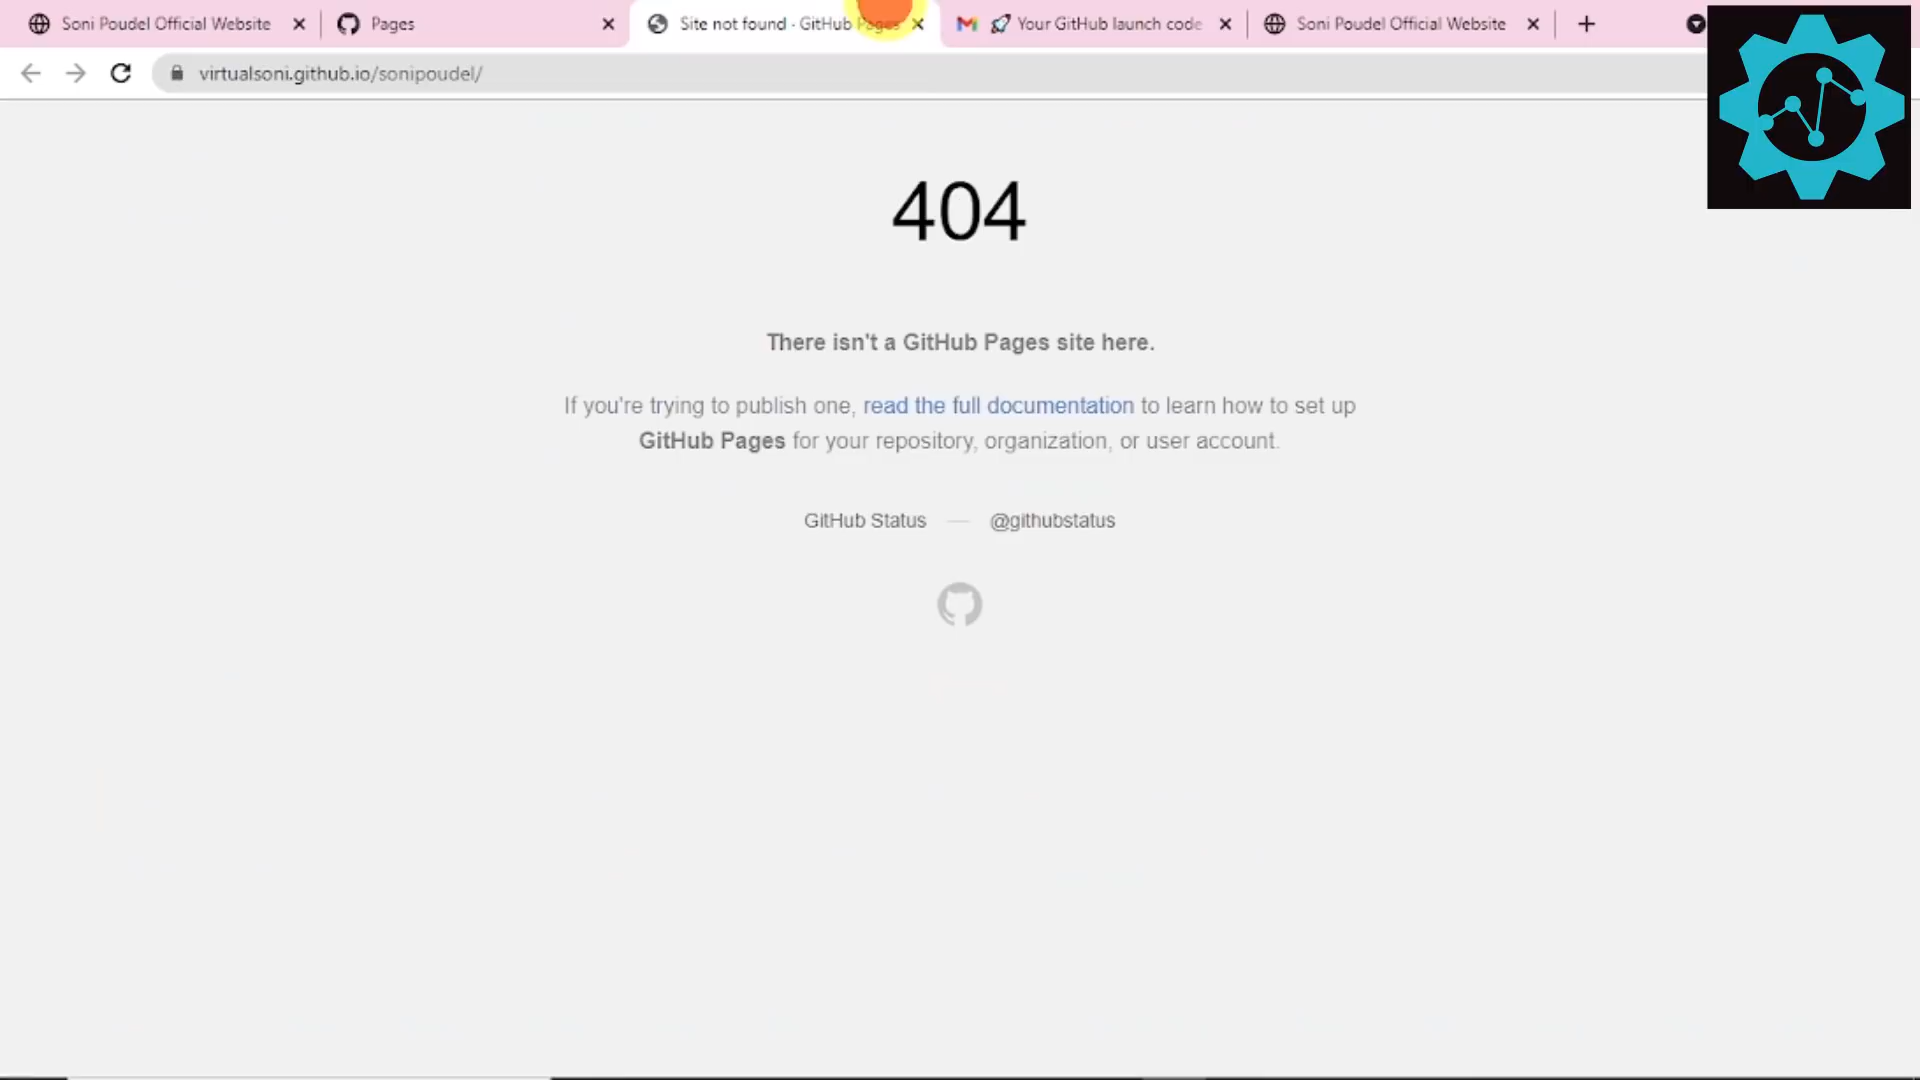 Soni Poudel Official Website
Pages
Site not found · GitHub Pages
Your GitHub launch code
Soni Poudel Official Website
virtualsoni.github.io/sonipoudel/
404
There isn't a GitHub Pages site here.
If you're trying to publish one, read the full documentation to learn how to set up
GitHub Pages for your repository, organization, or user account.
GitHub Status — @githubstatus